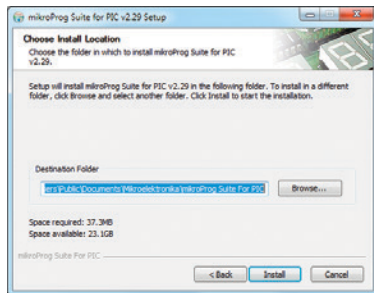 mikroProg Suite for PIC v2.29 Setup
Choose Install Location
Choose the folder in which to install mikroProg Suite for PIC
v2.29.
Setup will install mikroProg Suite for PIC v2.29 in the following folder. To install in a different
folder, click Browse and select another folder. Click Install to start the installation.
Destination Folder
ers\Public\Documents\Mikroelektronika\mikroProg Suite For PIC
Browse...
Space required: 37.3MB
Space available: 23.1GB
mikroProg Suite For PIC
< Back
Install
Cancel